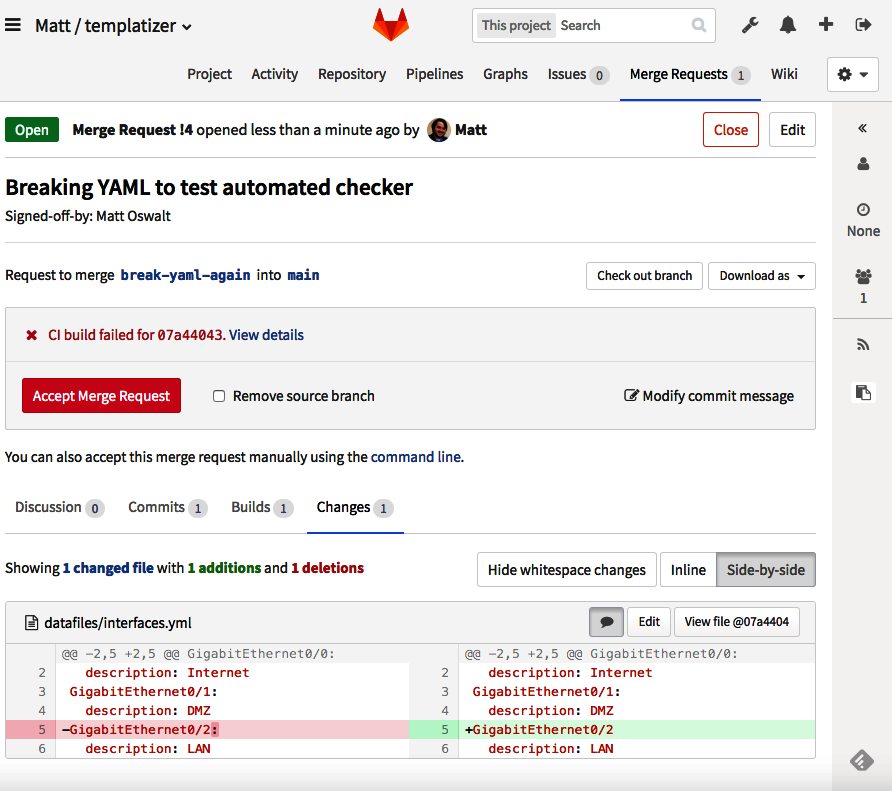 Matt / templatizer
This project Search
Project Activity Repository Pipelines Graphs Issues 0 Merge Requests 1 Wiki
Open Merge Request !4 opened less than a minute ago by Matt Close Edit
Breaking YAML to test automated checker
Signed-off-by: Matt Oswalt
None
1
Request to merge break-yaml-again into main Check out branch Download as
CI build failed for 07a44043. View details
Accept Merge Request Remove source branch Modify commit message
You can also accept this merge request manually using the command line.
Discussion 0 Commits 1 Builds 1 Changes 1
Showing 1 changed file with 1 additions and 1 deletions Hide whitespace changes Inline Side-by-side
datafiles/interfaces.yml Edit View file @07a4404
@@ -2,5 +2,5 @@ GigabitEthernet0/0: @@ -2,5 +2,5 @@ GigabitEthernet0/0:
2 description: Internet 2 description: Internet
3 GigabitEthernet0/1: 3 GigabitEthernet0/1:
4 description: DMZ 4 description: DMZ
5 -GigabitEthernet0/2: 5 +GigabitEthernet0/2
6 description: LAN 6 description: LAN